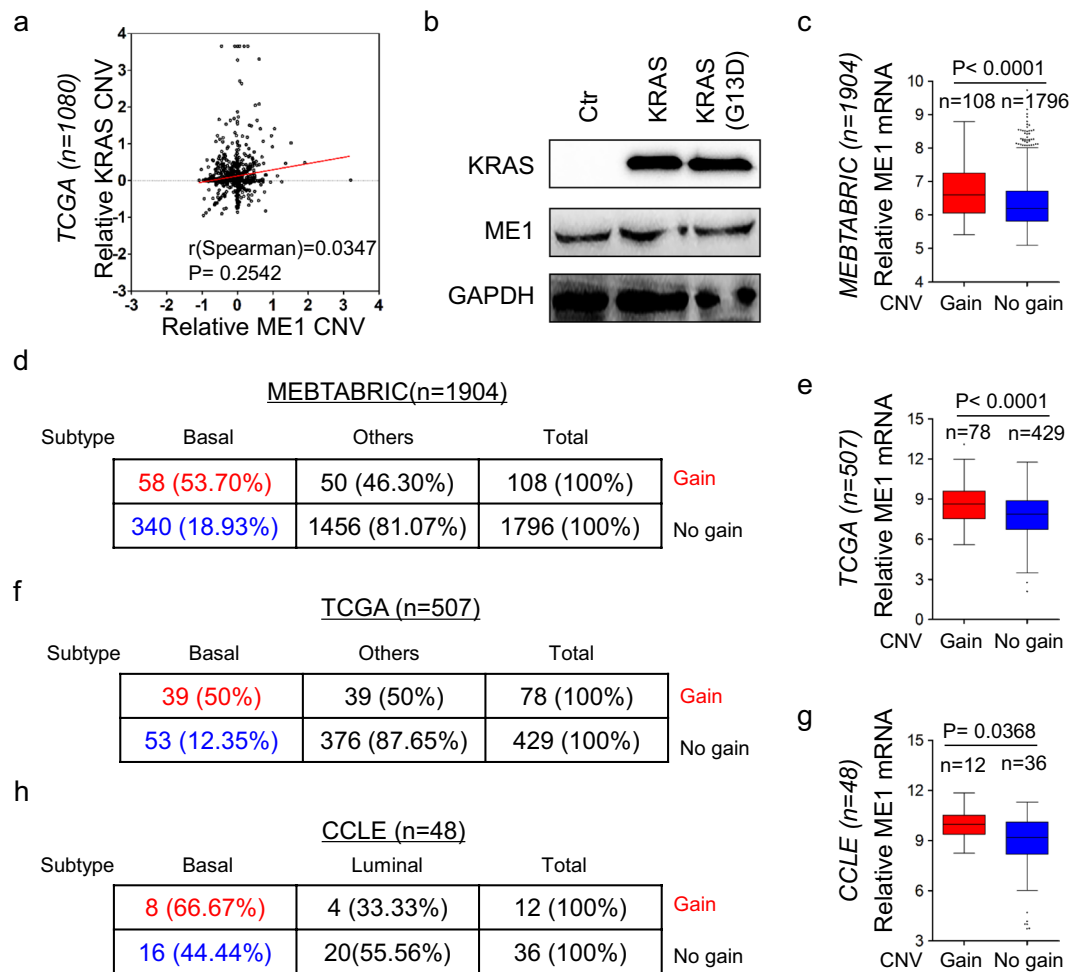 a
TCGA (n=1080)
Relative KRAS CNV
4
3
2
1
0
-1
-2
-3
4
-3
-2
-1
0
1
2
3
4
r(Spearman)=0.0347
P= 0.2542
Relative ME1 CNV
b
Ctr
KRAS
KRAS
(G13D)
KRAS
ME1
GAPDH
c
MEBTABRIC (n=1904)
Relative ME1 mRNA
P< 0.0001
n=108 n=1796
10
9
8
7
6
5
4
CNV Gain No gain
d
MEBTABRIC(n=1904)
Subtype Basal Others Total
58 (53.70%) 50 (46.30%) 108 (100%) Gain
340 (18.93%) 1456 (81.07%) 1796 (100%) No gain
e
TCGA (n=507)
Relative ME1 mRNA
P< 0.0001
n=78 n=429
15
12
9
6
3
0
CNV Gain No gain
f
TCGA (n=507)
Subtype Basal Others Total
39 (50%) 39 (50%) 78 (100%) Gain
53 (12.35%) 376 (87.65%) 429 (100%) No gain
g
CCLE (n=48)
Relative ME1 mRNA
P= 0.0368
n=12 n=36
15
12
9
6
3
CNV Gain No gain
h
CCLE (n=48)
Subtype Basal Luminal Total
8 (66.67%) 4 (33.33%) 12 (100%) Gain
16 (44.44%) 20(55.56%) 36 (100%) No gain